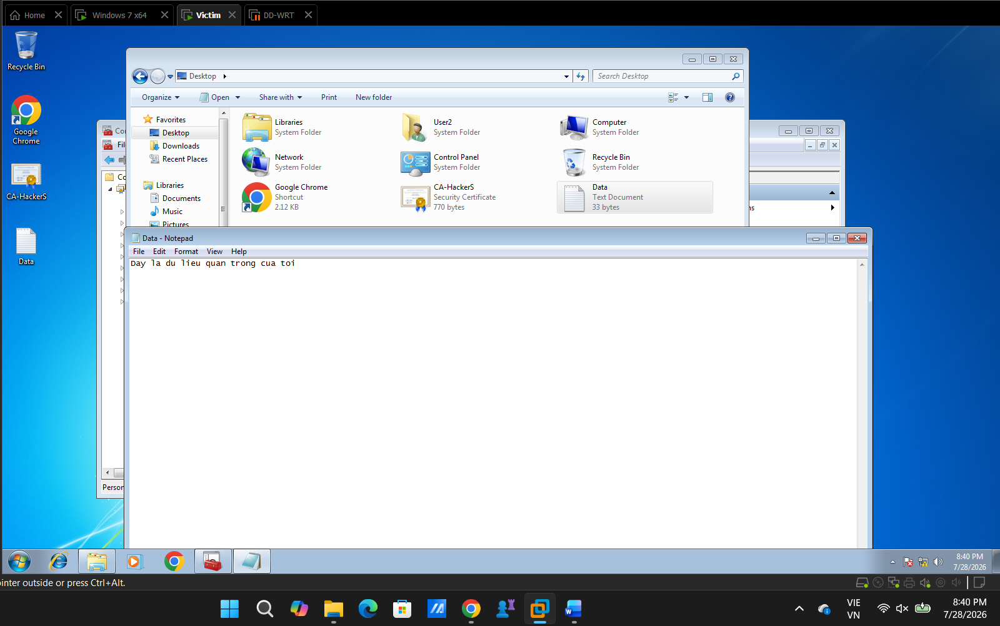 Home
Windows 7 x64
Victim
DD-WRT
Recycle Bin
Google Chrome
CA-HackerS
Data
Desktop
Search Desktop
Organize
Open
Share with
Print
New folder
Favorites
Desktop
Downloads
Recent Places
Libraries
Documents
Music
Pictures
Libraries
System Folder
User2
System Folder
Computer
System Folder
Network
System Folder
Control Panel
System Folder
Recycle Bin
System Folder
Google Chrome
Shortcut
2.12 KB
CA-HackerS
Security Certificate
770 bytes
Data
Text Document
33 bytes
Co
Fil
Co
ns
Person
Data - Notepad
File Edit Format View Help
Day la du lieu quan trong cua toi
8:40 PM
7/28/2026
ointer outside or press Ctrl+Alt.
VIE
VN
8:40 PM
7/28/2026